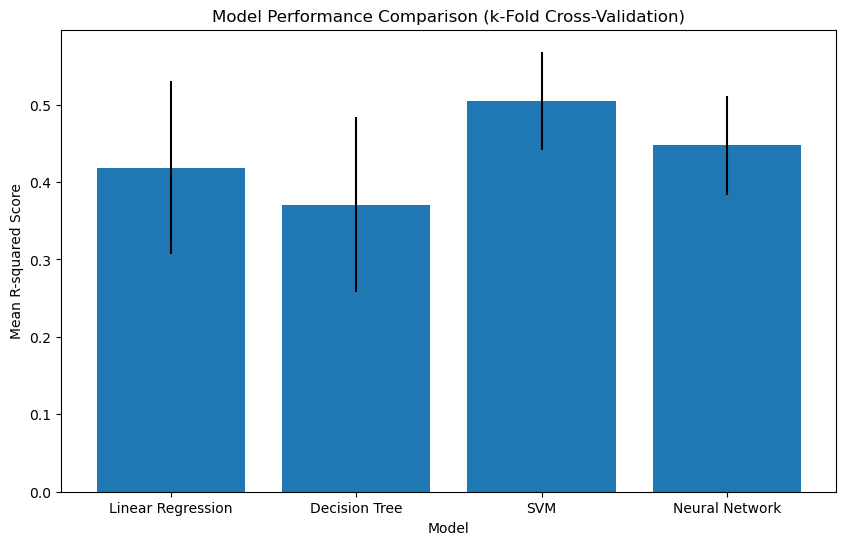 Model Performance Comparison (k-Fold Cross-Validation)
Mean R-squared Score
0.5
0.4
0.3
0.2
0.1
0.0
Linear Regression Decision Tree SVM Neural Network
Model